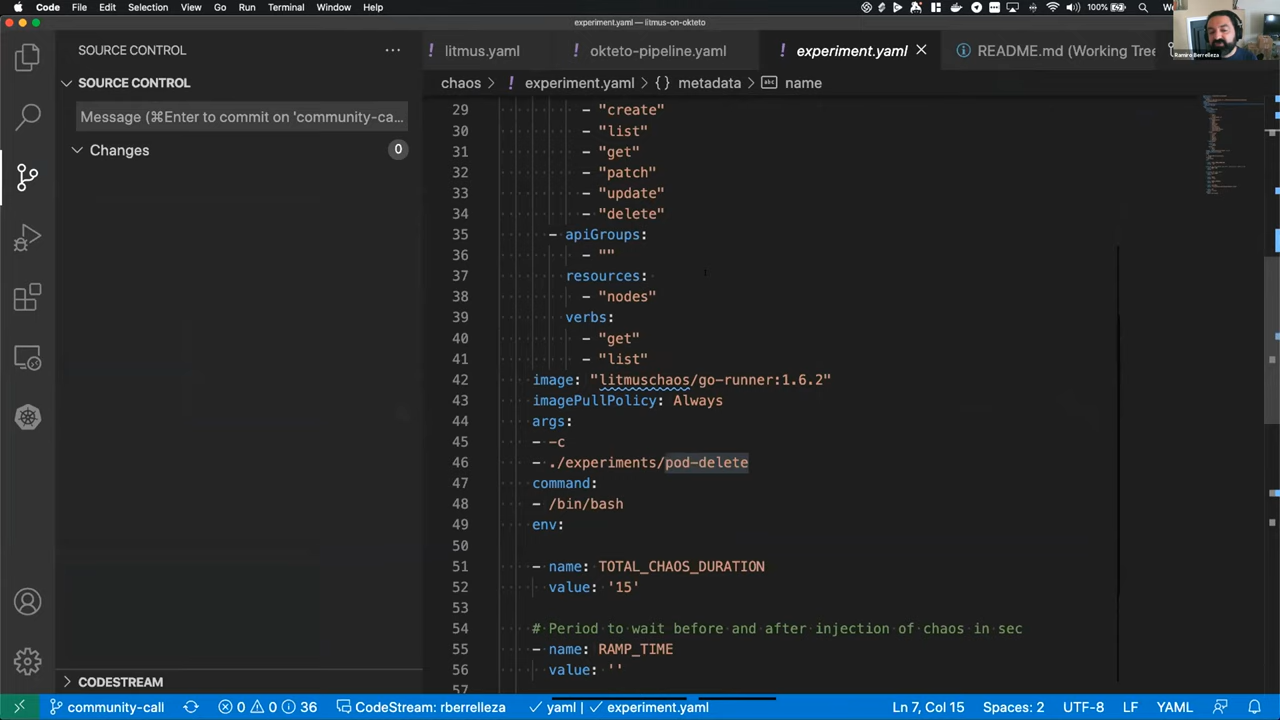 Code File Edit Selection View Go Run Terminal Window Help 100%
experiment.yaml — litmus-on-okteto
Ramiro Berrelleza
SOURCE CONTROL
litmus.yaml
okteto-pipeline.yaml
experiment.yaml
README.md (Working Tree
SOURCE CONTROL
chaos > experiment.yaml > {} metadata > name
Message (⌘Enter to commit on 'community-ca...
Changes 0
29 - "create"
30 - "list"
31 - "get"
32 - "patch"
33 - "update"
34 - "delete"
35 - apiGroups:
36 - ""
37 resources:
38 - "nodes"
39 verbs:
40 - "get"
41 - "list"
42 image: "litmuschaos/go-runner:1.6.2"
43 imagePullPolicy: Always
44 args:
45 - -c
46 - ./experiments/pod-delete
47 command:
48 - /bin/bash
49 env:
50
51 - name: TOTAL_CHAOS_DURATION
52 value: '15'
53
54 # Period to wait before and after injection of chaos in sec
55 - name: RAMP_TIME
56 value: ''
57
CODESTREAM
community-call 0 0 36 CodeStream: rberrelleza yaml | experiment.yaml Ln 7, Col 15 Spaces: 2 UTF-8 LF YAML